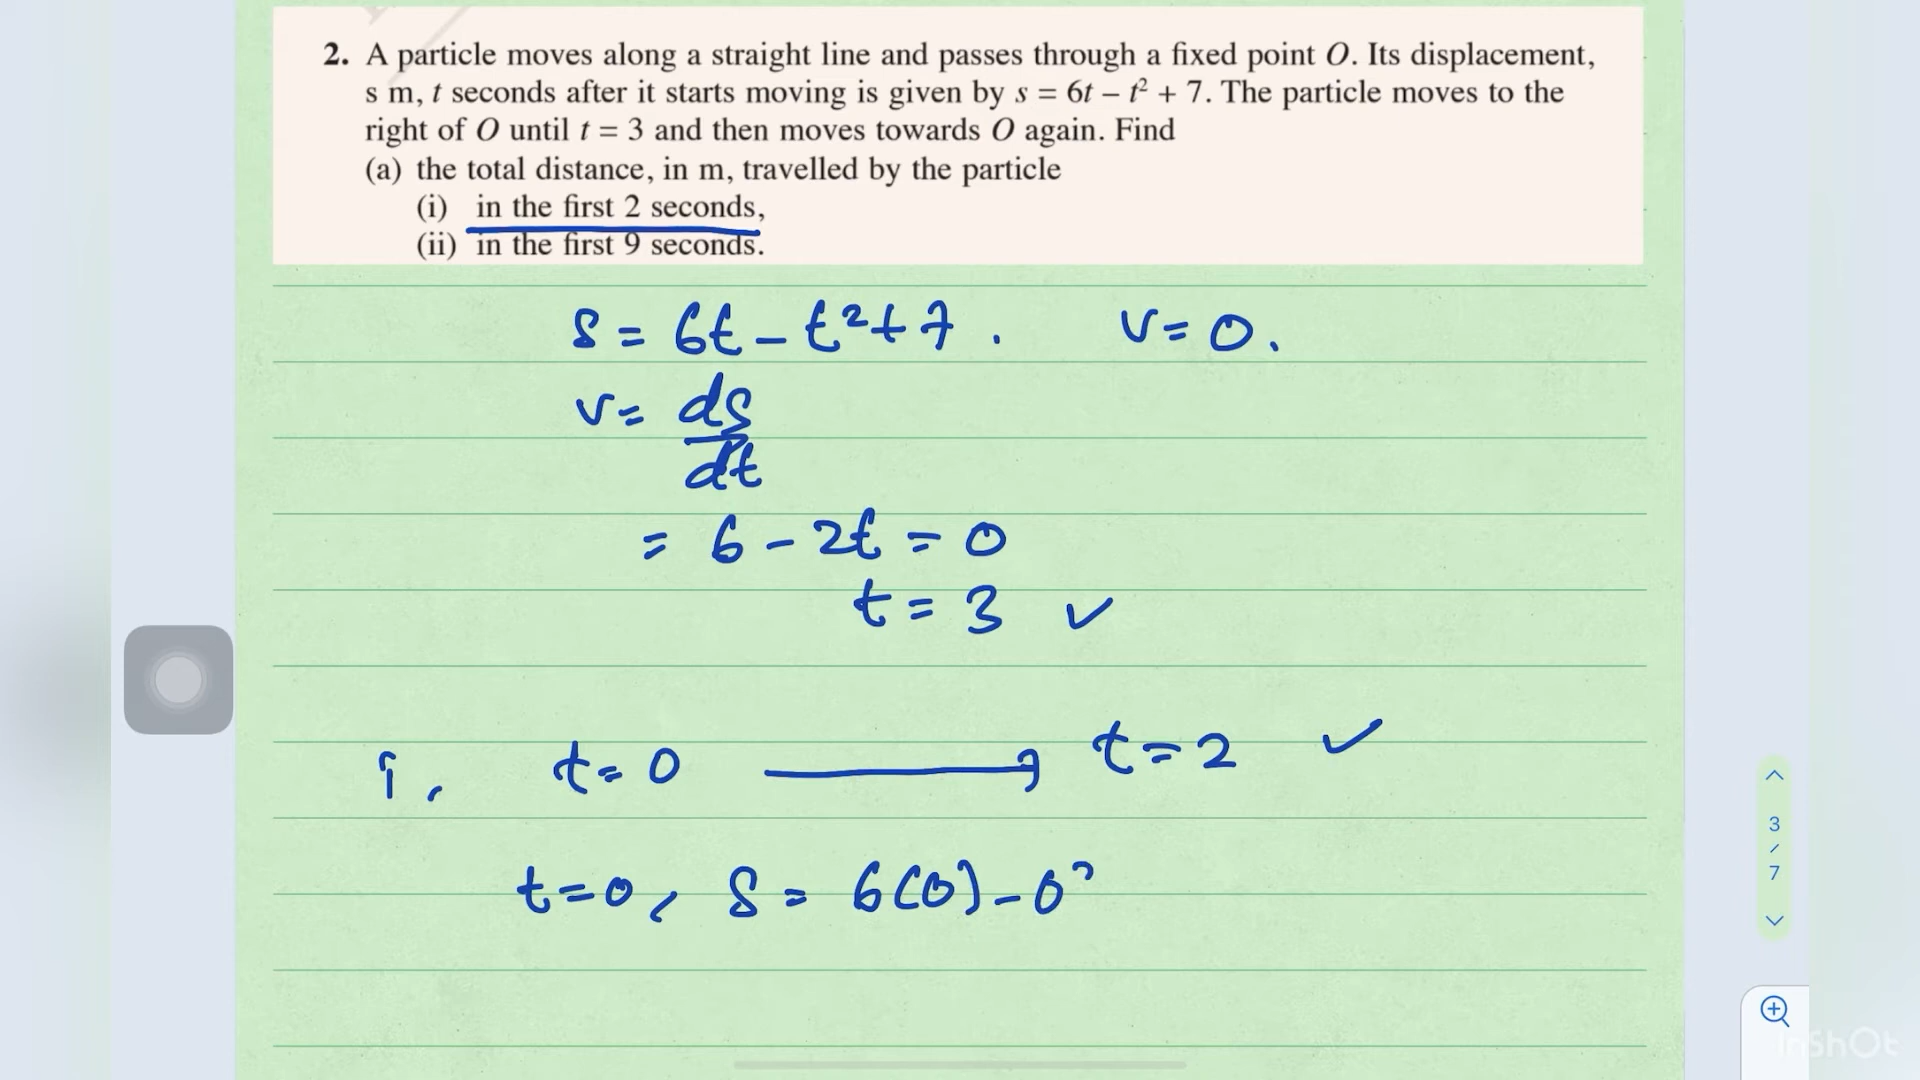 2. A particle moves along a straight line and passes through a fixed point O. Its displacement,
s m, t seconds after it starts moving is given by s = 6t – t² + 7. The particle moves to the
right of O until t = 3 and then moves towards O again. Find
(a) the total distance, in m, travelled by the particle
(i) in the first 2 seconds,
(ii) in the first 9 seconds.
s = 6t – t² + 7. v = 0.
v = ds
dt
= 6 – 2t = 0
t = 3 ✓
i, t = 0 → t = 2 ✓
t = 0, s = 6(0) – 0²
3
/
7
InShOt